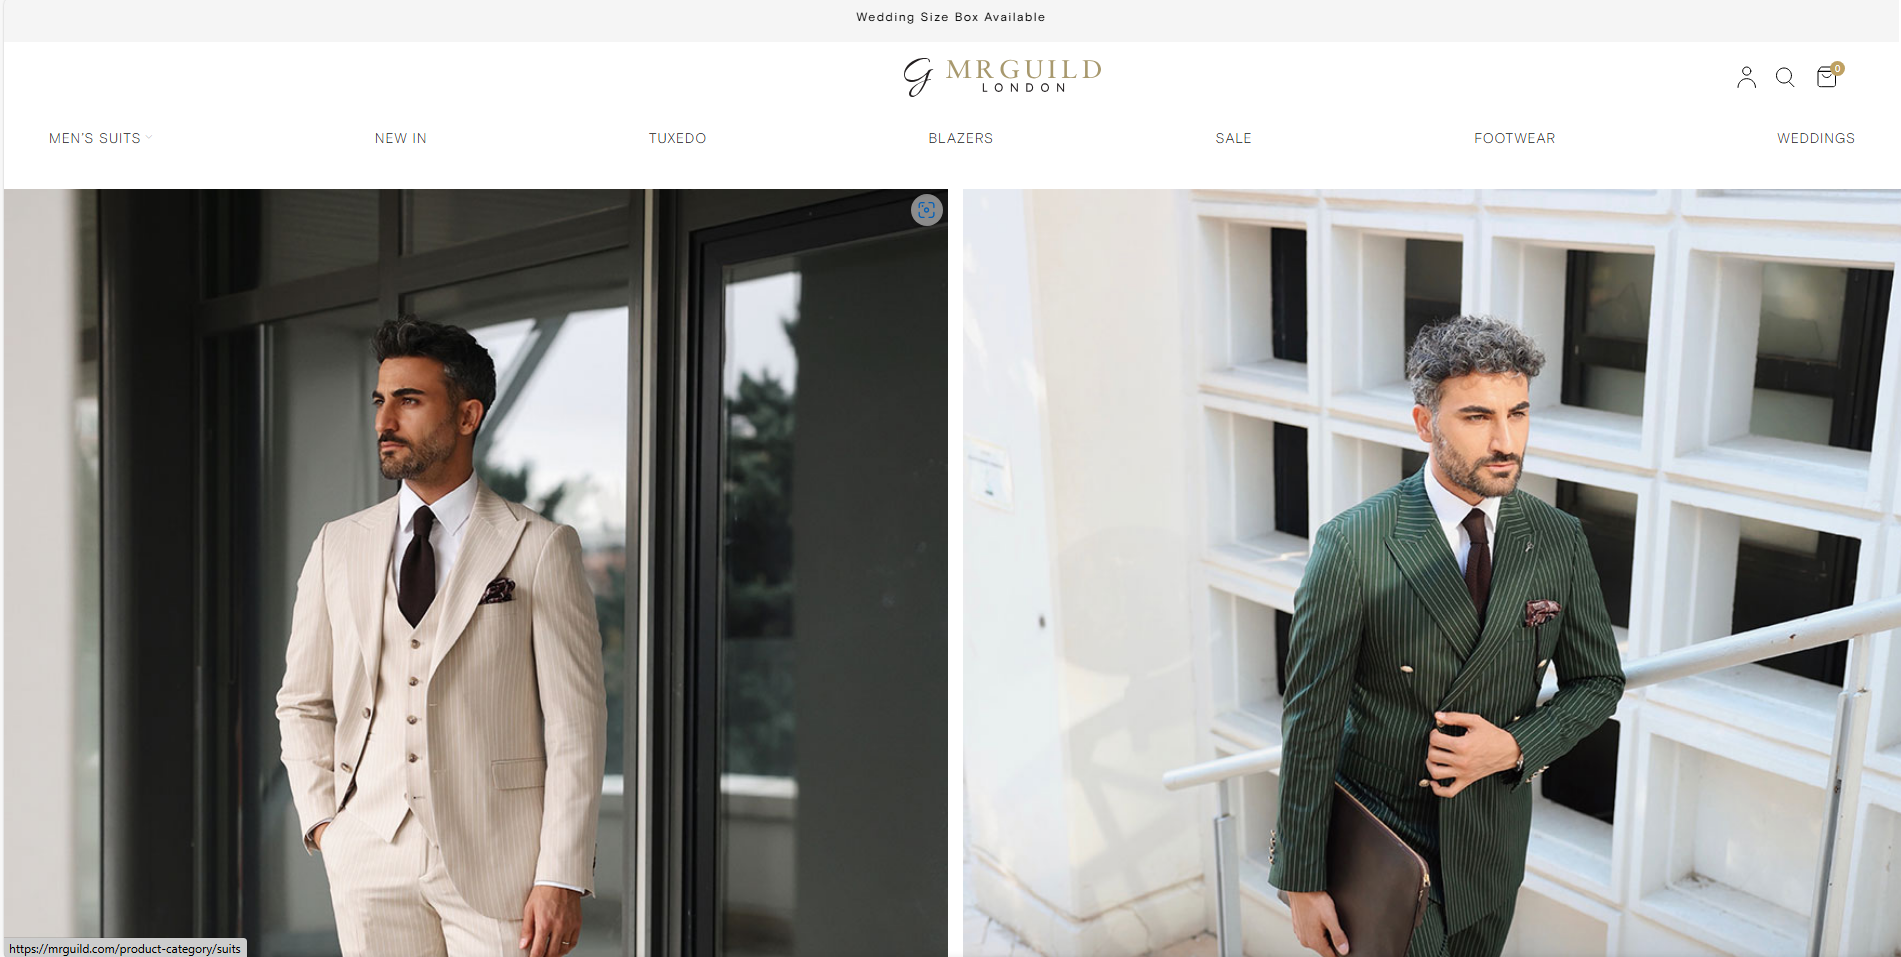 Wedding Size Box Available
G MRGUILD
LONDON
0
MEN'S SUITS
NEW IN
TUXEDO
BLAZERS
SALE
FOOTWEAR
WEDDINGS
https://mrguild.com/product-category/suits